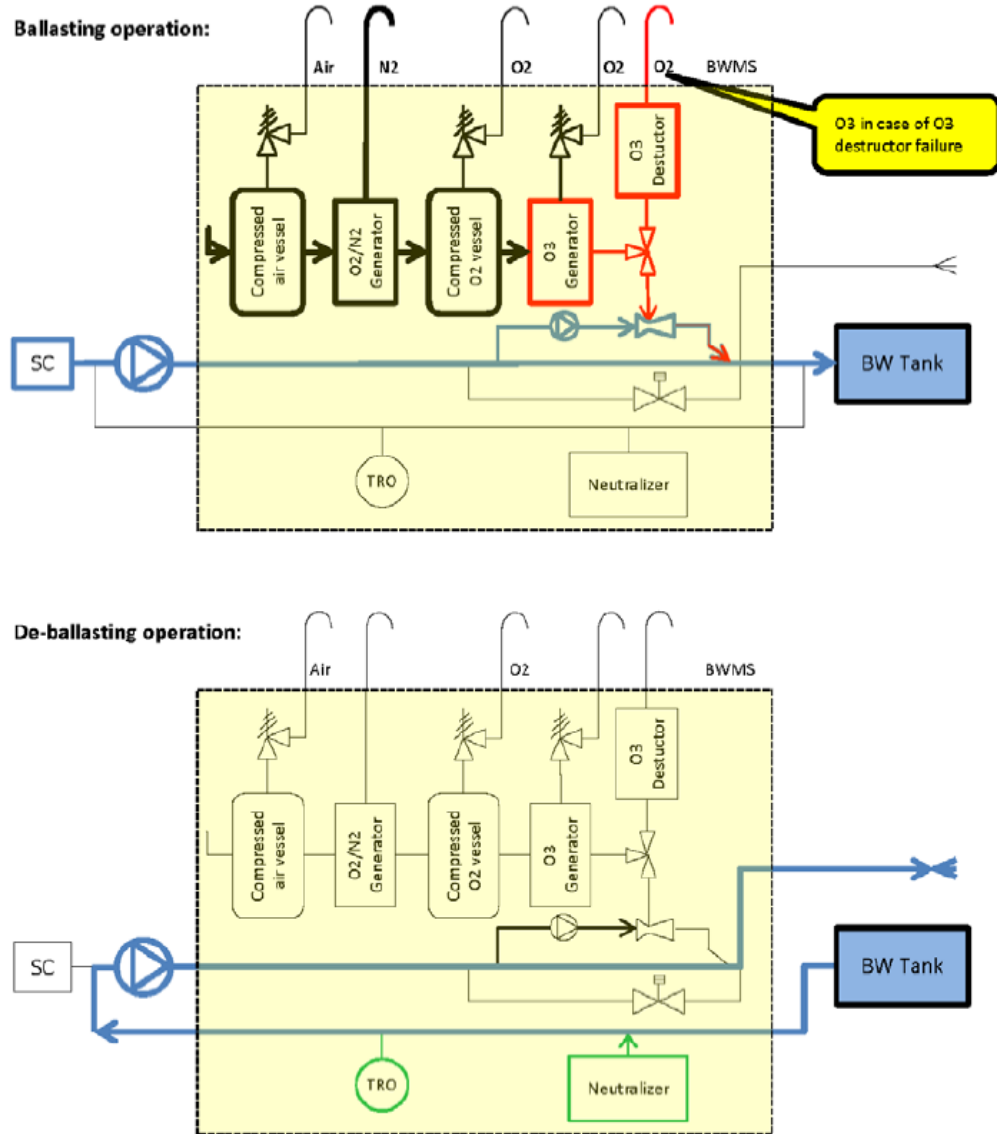 Ballasting operation:
Air
N2
O2
O2
O2
BWMS
O3 in case of O3
destructor failure
O3
Destuctor
Compressed
air vessel
O2/N2
Generator
Compressed
O2 vessel
O3
Generator
SC
BW Tank
TRO
Neutralizer
De-ballasting operation:
Air
O2
BWMS
O3
Destuctor
Compressed
air vessel
O2/N2
Generator
Compressed
O2 vessel
O3
Generator
SC
BW Tank
TRO
Neutralizer